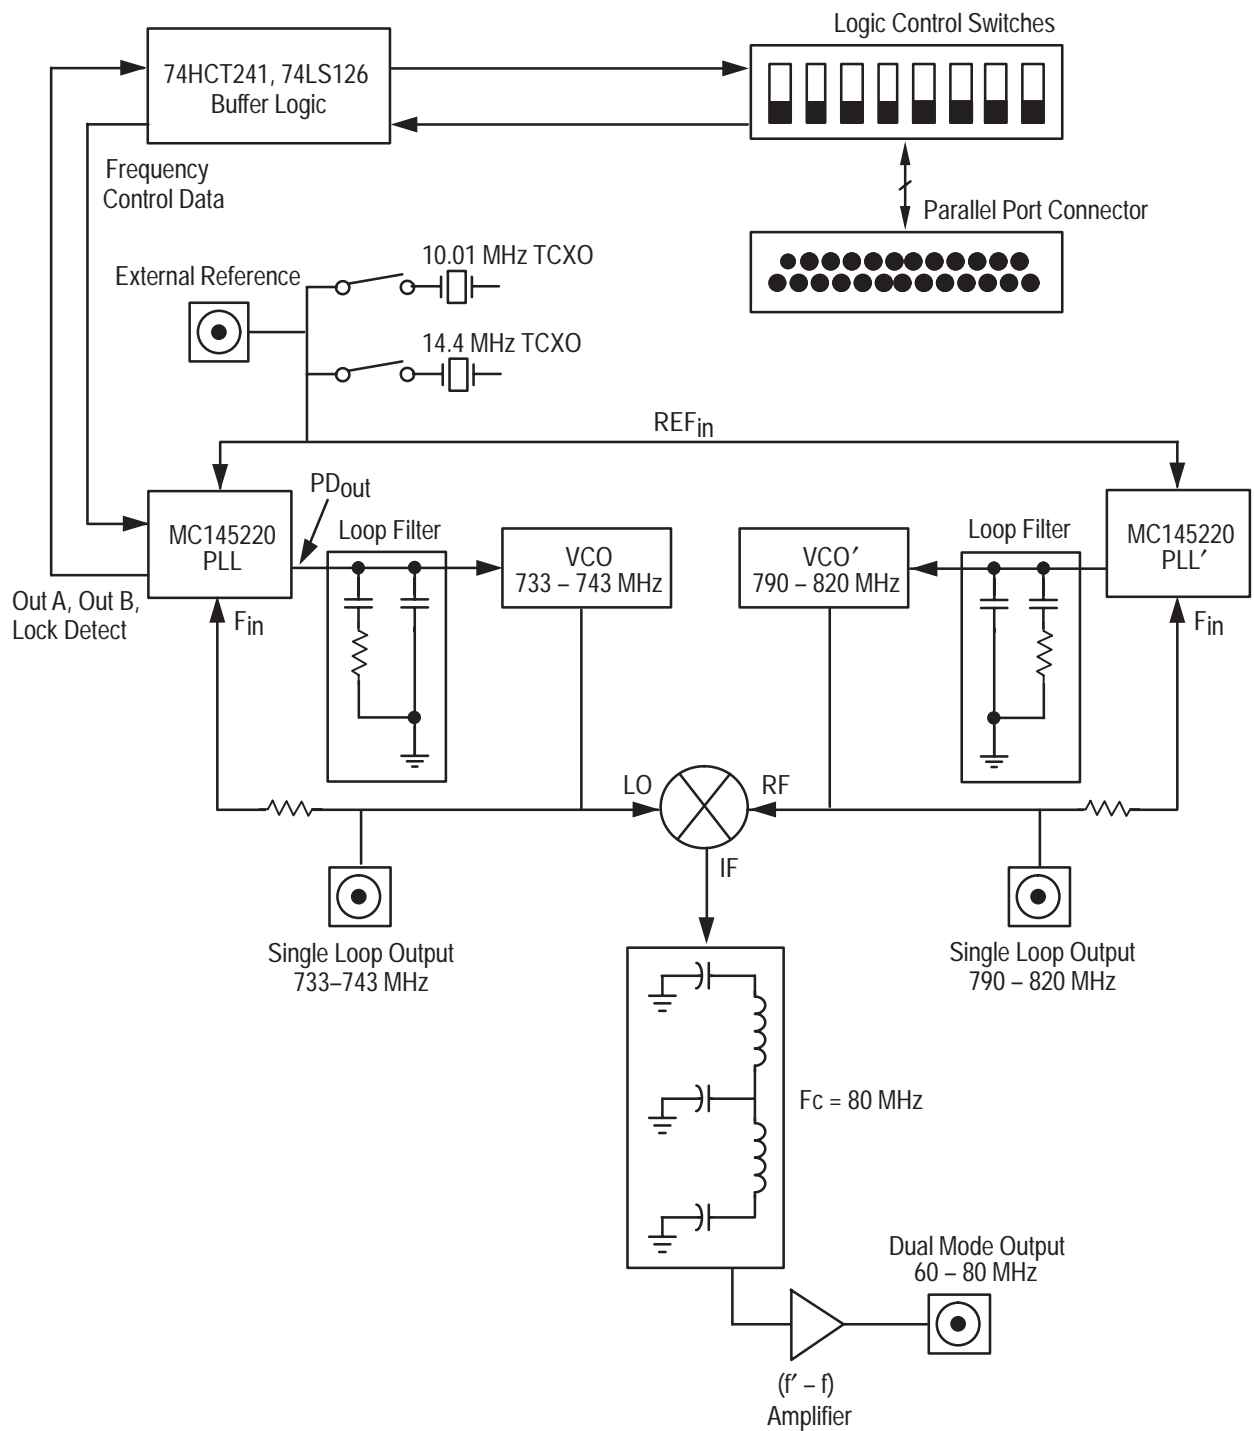 Logic Control Switches
74HCT241, 74LS126
Buffer Logic
Frequency
Control Data
Parallel Port Connector
10.01 MHz TCXO
External Reference
14.4 MHz TCXO
REFin
PDout
MC145220
PLL
Loop Filter
VCO
733 – 743 MHz
VCO′
790 – 820 MHz
Loop Filter
MC145220
PLL′
Out A, Out B,
Lock Detect
Fin
Fin
LO
RF
IF
Single Loop Output
733–743 MHz
Single Loop Output
790 – 820 MHz
Fc = 80 MHz
Dual Mode Output
60 – 80 MHz
(f′ – f)
Amplifier